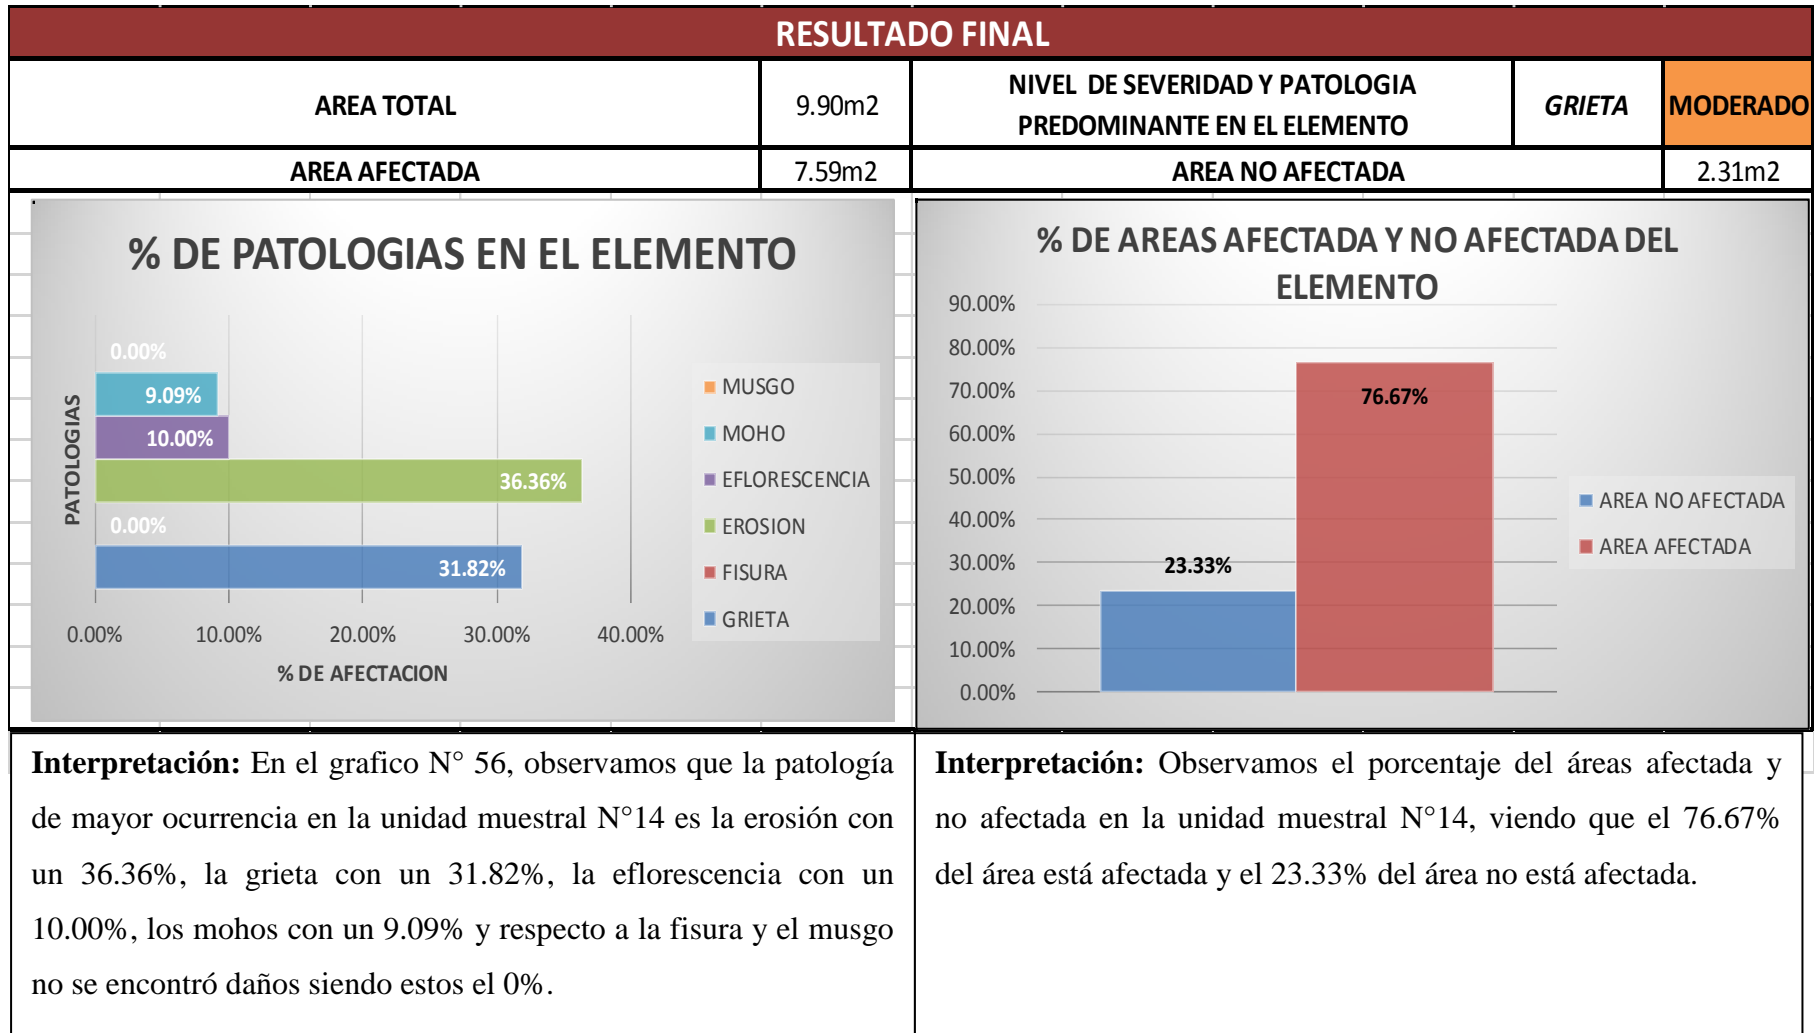 RESULTADO FINAL
AREA TOTAL
9.90m2
NIVEL DE SEVERIDAD Y PATOLOGIA
PREDOMINANTE EN EL ELEMENTO
GRIETA
MODERADO
AREA AFECTADA
7.59m2
AREA NO AFECTADA
2.31m2
% DE PATOLOGIAS EN EL ELEMENTO
PATOLOGIAS
0.00%
9.09%
10.00%
36.36%
0.00%
31.82%
0.00%
10.00%
20.00%
30.00%
40.00%
% DE AFECTACION
MUSGO
MOHO
EFLORESCENCIA
EROSION
FISURA
GRIETA
% DE AREAS AFECTADA Y NO AFECTADA DEL
ELEMENTO
90.00%
80.00%
70.00%
60.00%
50.00%
40.00%
30.00%
20.00%
10.00%
0.00%
23.33%
76.67%
AREA NO AFECTADA
AREA AFECTADA
Interpretación: En el grafico N° 56, observamos que la patología
de mayor ocurrencia en la unidad muestral N°14 es la erosión con
un 36.36%, la grieta con un 31.82%, la eflorescencia con un
10.00%, los mohos con un 9.09% y respecto a la fisura y el musgo
no se encontró daños siendo estos el 0%.
Interpretación: Observamos el porcentaje del áreas afectada y
no afectada en la unidad muestral N°14, viendo que el 76.67%
del área está afectada y el 23.33% del área no está afectada.